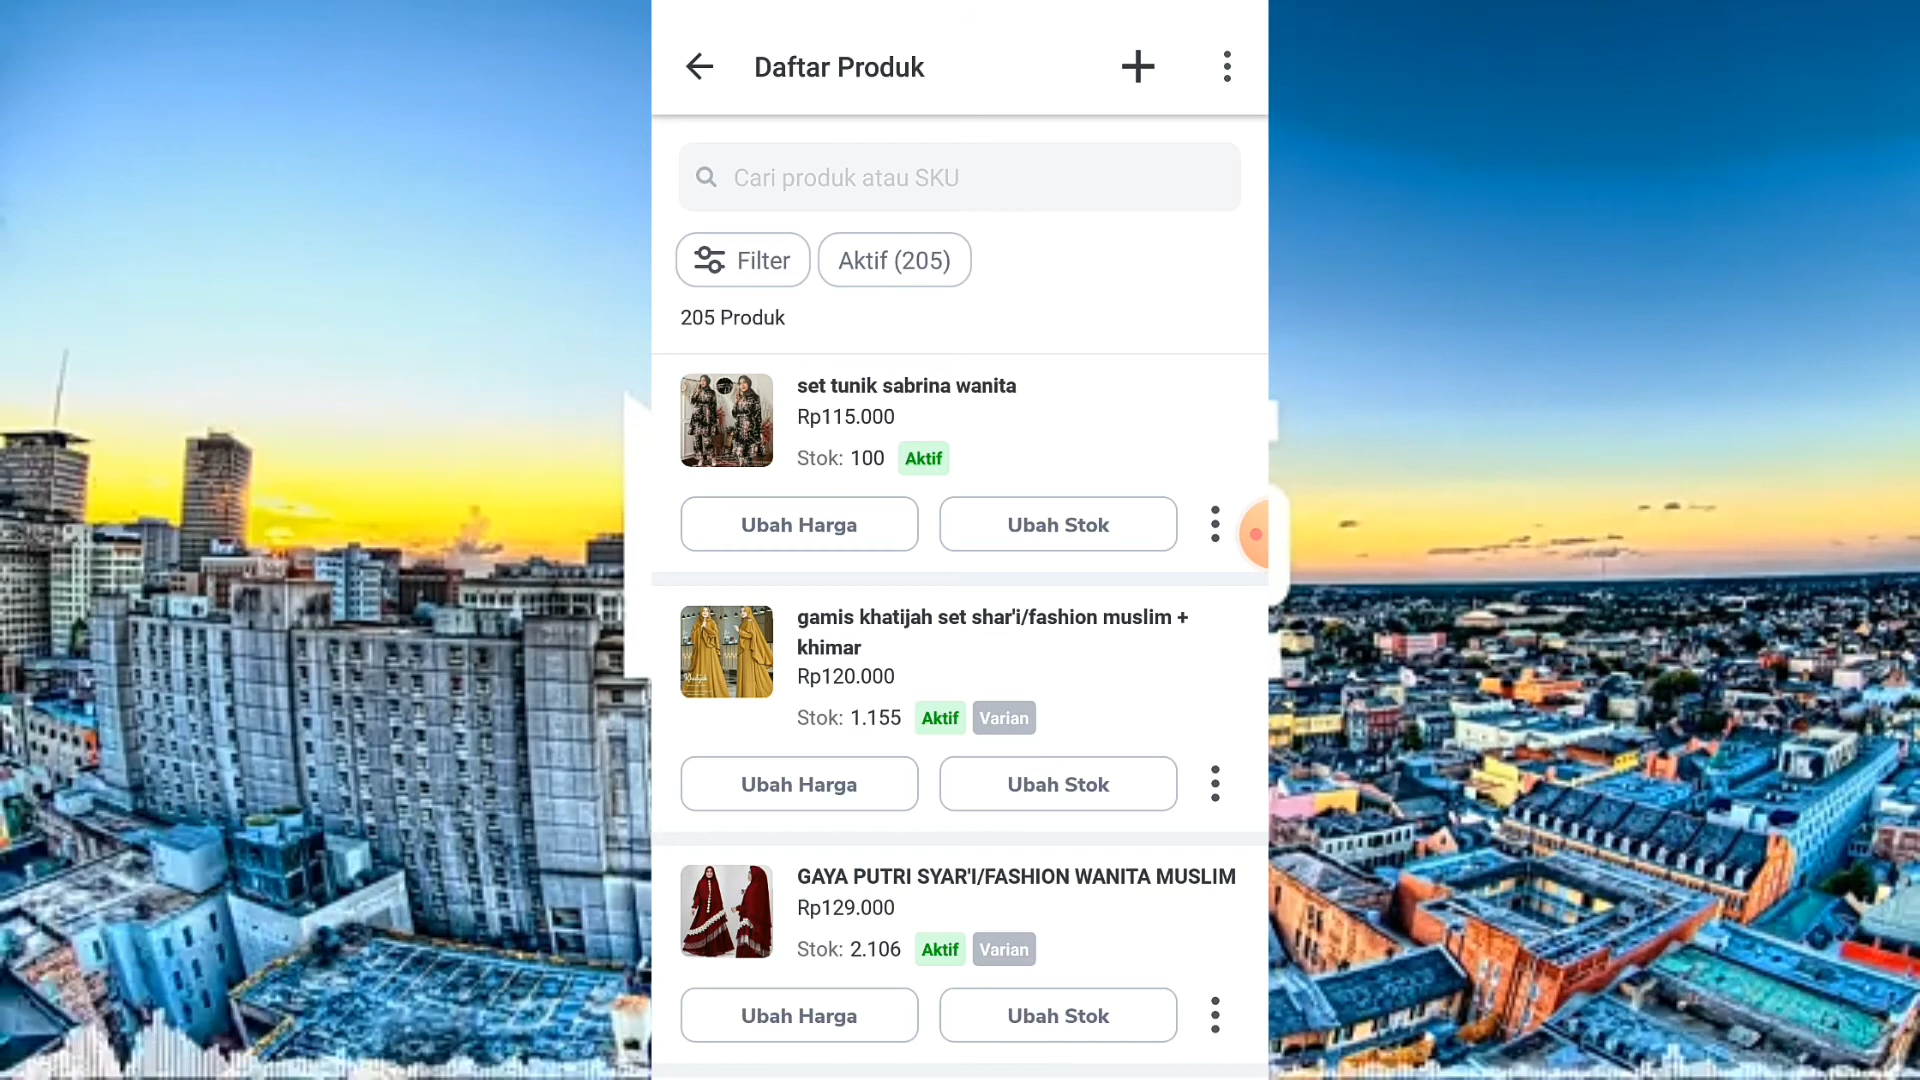 Daftar Produk
Cari produk atau SKU
Filter
Aktif (205)
205 Produk
set tunik sabrina wanita
Rp115.000
Stok: 100 Aktif
Ubah Harga
Ubah Stok
gamis khatijah set shar'i/fashion muslim +
khimar
Rp120.000
Stok: 1.155 Aktif Varian
Ubah Harga
Ubah Stok
GAYA PUTRI SYAR'I/FASHION WANITA MUSLIM
Rp129.000
Stok: 2.106 Aktif Varian
Ubah Harga
Ubah Stok